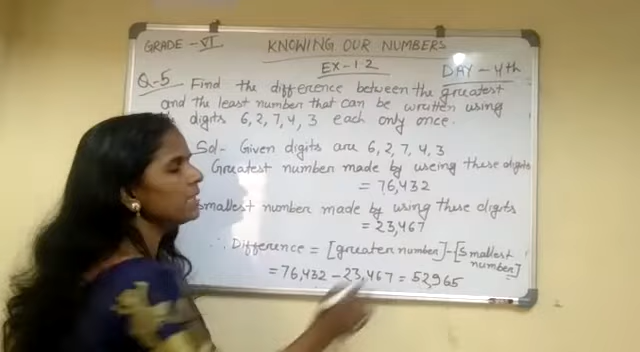 GRADE - VI KNOWING OUR NUMBERS
EX-1.2 DAY - 4th
Q-5 Find the difference between the greatest
and the least number that can be written using
digits 6, 2, 7, 4, 3 each only once.
Sol- Given digits are 6, 2, 7, 4, 3
Greatest number made by useing these digits
= 76,432
smallest number made by using these digits
= 23,467
∴ Difference = [greater number] - [smallest
number]
= 76,432 - 23,467 = 52,965